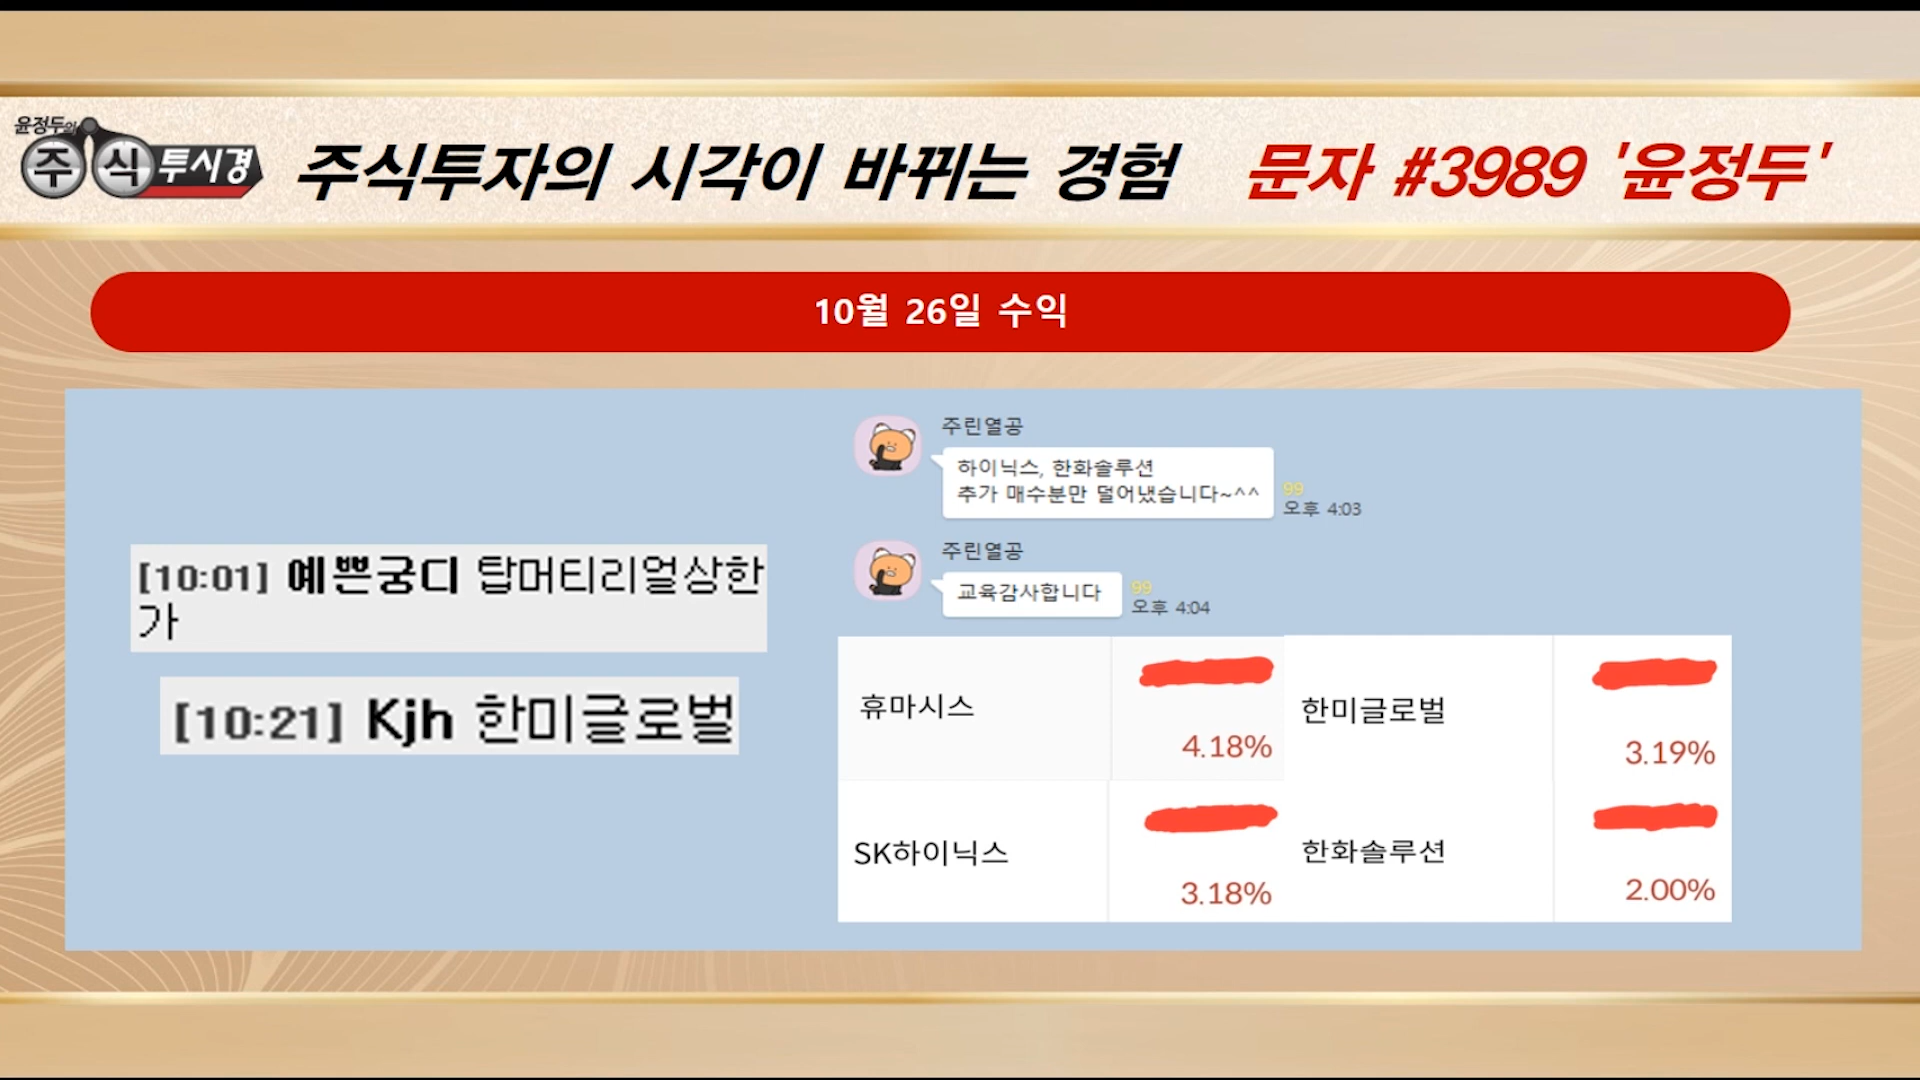 윤정두의
주식투시경
주식투자의 시각이 바뀌는 경험 문자 #3989 '윤정두'
10월 26일 수익
[10:01] 예쁜궁디 탑머티리얼상한
가
[10:21] Kjh 한미글로벌
주린열공
하이닉스, 한화솔루션
추가 매수분만 덜어냈습니다~^^
99
오후 4:03
주린열공
교육감사합니다
99
오후 4:04
휴마시스
4.18%
한미글로벌
3.19%
SK하이닉스
3.18%
한화솔루션
2.00%